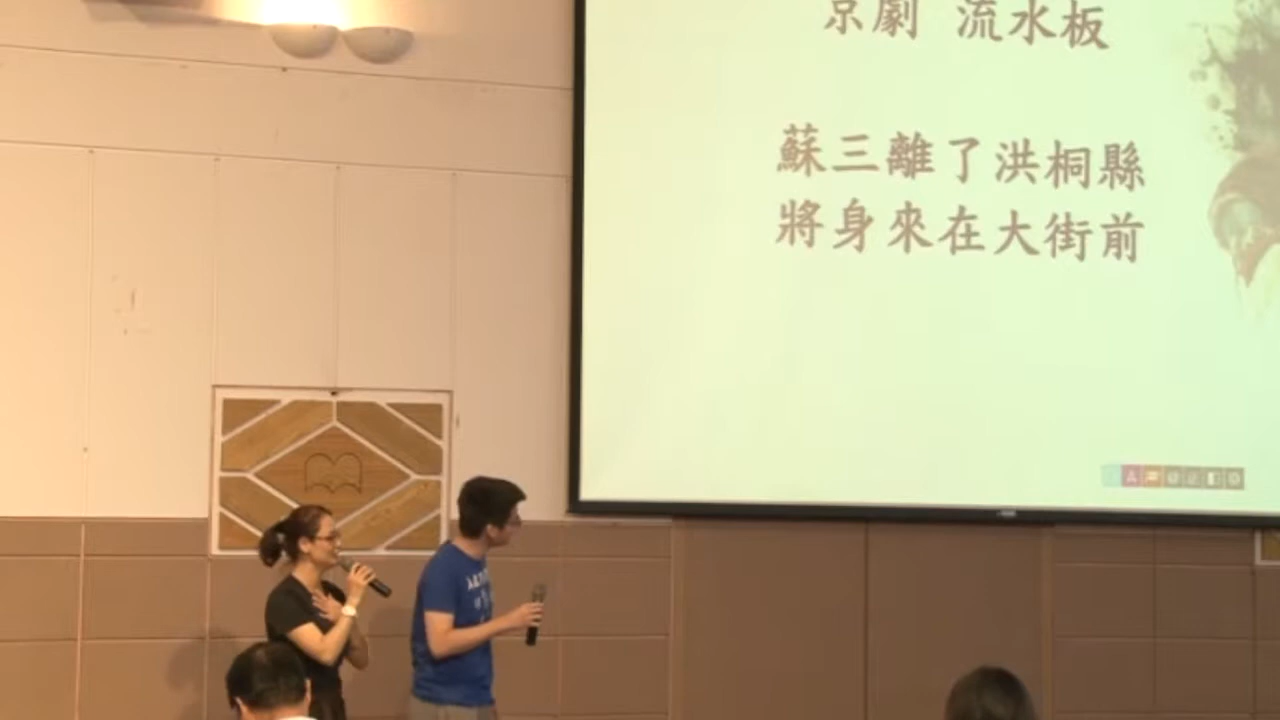 京劇 流水板
蘇三離了洪桐縣
將身來在大街前